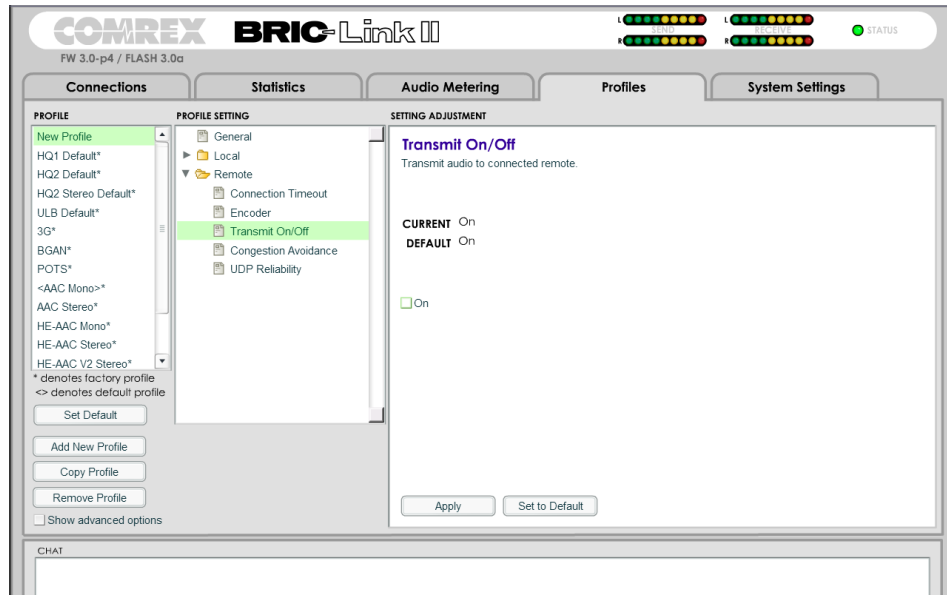 COMREX BRIC-Link II
L SEND R
L RECEIVE R
STATUS
FW 3.0-p4 / FLASH 3.0a
Connections
Statistics
Audio Metering
Profiles
System Settings
PROFILE
New Profile
HQ1 Default*
HQ2 Default*
HQ2 Stereo Default*
ULB Default*
3G*
BGAN*
POTS*
<AAC Mono>*
AAC Stereo*
HE-AAC Mono*
HE-AAC Stereo*
HE-AAC V2 Stereo*
* denotes factory profile
<> denotes default profile
Set Default
Add New Profile
Copy Profile
Remove Profile
Show advanced options
PROFILE SETTING
General
Local
Remote
Connection Timeout
Encoder
Transmit On/Off
Congestion Avoidance
UDP Reliability
SETTING ADJUSTMENT
Transmit On/Off
Transmit audio to connected remote.
CURRENT On
DEFAULT On
On
Apply
Set to Default
CHAT